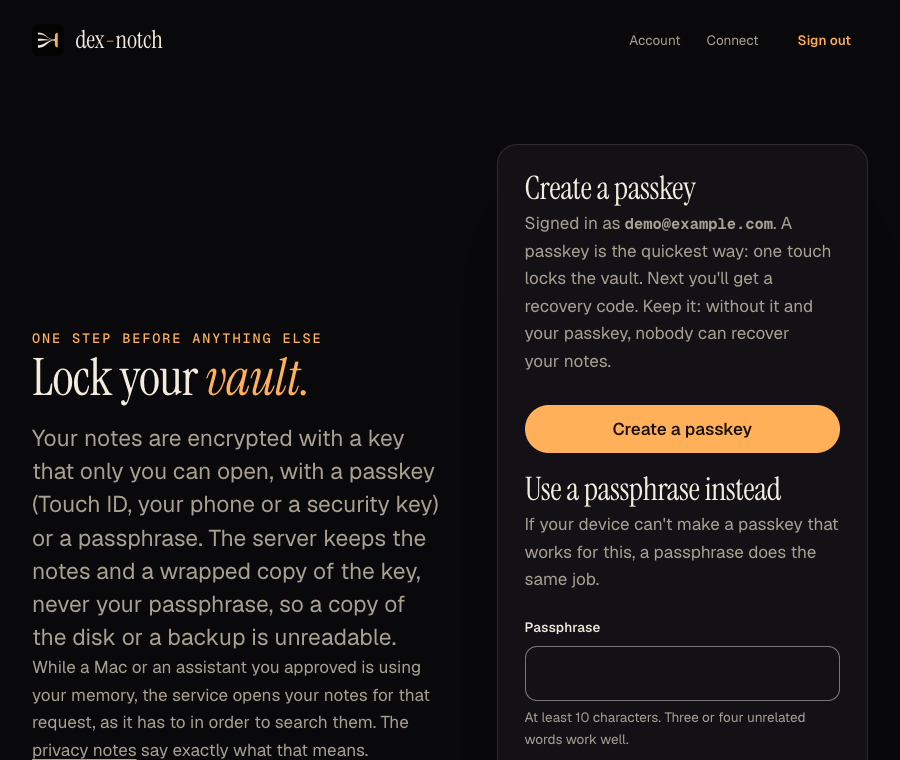 dex-notch
Account
Connect
Sign out
ONE STEP BEFORE ANYTHING ELSE
Lock your vault.
Your notes are encrypted with a key
that only you can open, with a passkey
(Touch ID, your phone or a security key)
or a passphrase. The server keeps the
notes and a wrapped copy of the key,
never your passphrase, so a copy of
the disk or a backup is unreadable.
While a Mac or an assistant you approved is using
your memory, the service opens your notes for that
request, as it has to in order to search them. The
privacy notes say exactly what that means.
Create a passkey
Signed in as demo@example.com. A
passkey is the quickest way: one touch
locks the vault. Next you'll get a
recovery code. Keep it: without it and
your passkey, nobody can recover
your notes.
Create a passkey
Use a passphrase instead
If your device can't make a passkey that
works for this, a passphrase does the
same job.
Passphrase
At least 10 characters. Three or four unrelated
words work well.